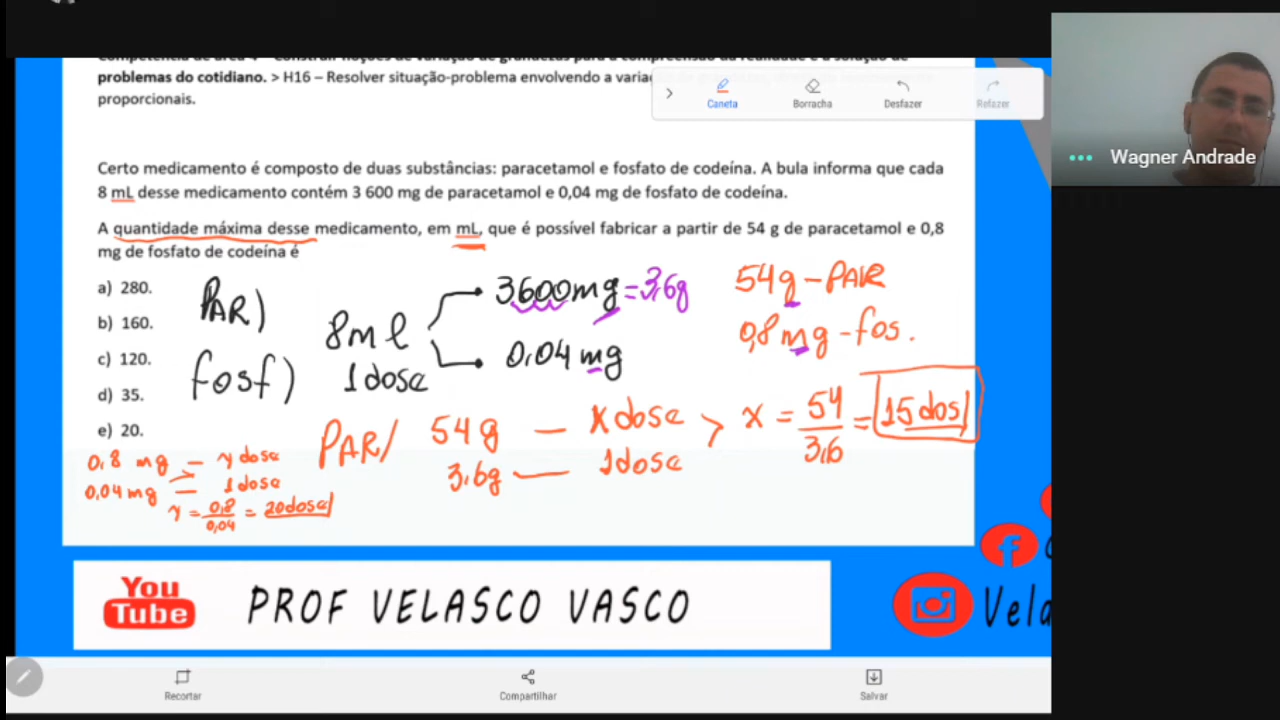 problemas do cotidiano. > H16 – Resolver situação-problema envolvendo a varia
proporcionais.
Caneta
Borracha
Desfazer
Refazer
Wagner Andrade
Certo medicamento é composto de duas substâncias: paracetamol e fosfato de codeína. A bula informa que cada
8 mL desse medicamento contém 3 600 mg de paracetamol e 0,04 mg de fosfato de codeína.
A quantidade máxima desse medicamento, em mL, que é possível fabricar a partir de 54 g de paracetamol e 0,8
mg de fosfato de codeína é
a) 280.
b) 160.
c) 120.
d) 35.
e) 20.
PAR)
fosf)
8ml
1dose
3600mg =3,6g
0,04 mg
54g – PAR
0,8mg – fos.
PAR/ 54g — X dose > x = 54/3,6 = 15 dos
3,6g — 1dose
0,8 mg – y dose
0,04 mg — 1dose
y = 0,8/0,04 = 20dose
You
Tube
PROF VELASCO VASCO
Vela
Recortar
Compartilhar
Salvar